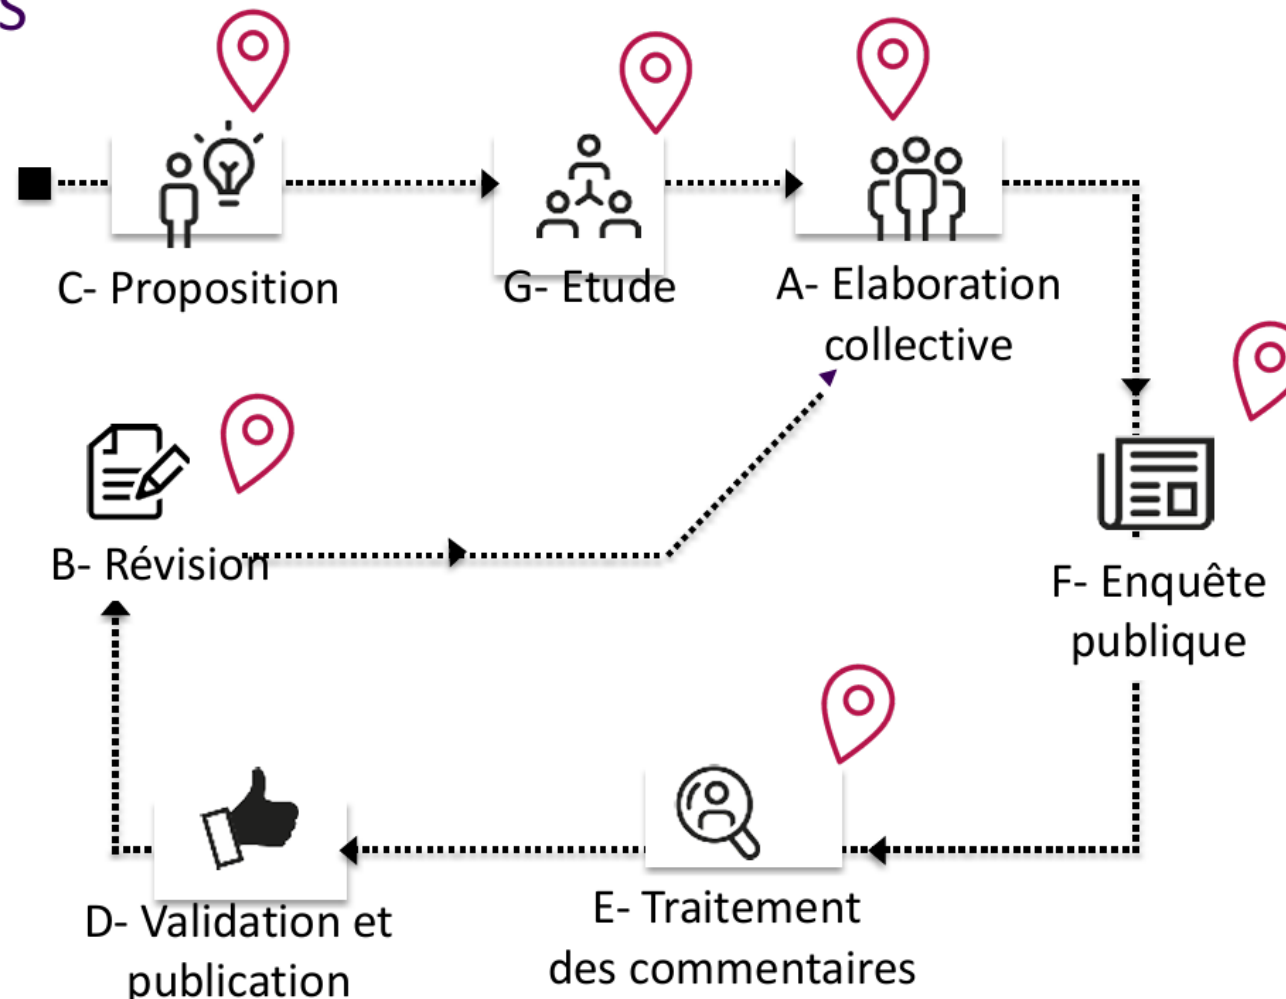 s
C- Proposition
G- Etude
A- Elaboration
collective
B- Révision
F- Enquête
publique
E- Traitement
des commentaires
D- Validation et
publication